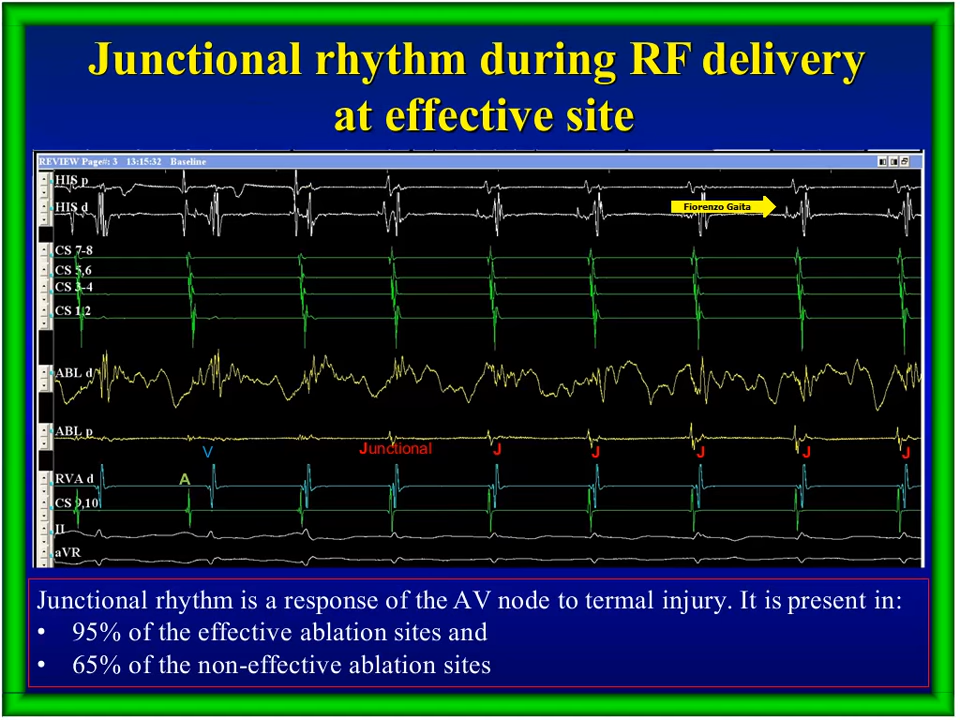 Junctional rhythm during RF delivery
at effective site
REVIEW Page#: 3 13:15:32 Baseline
HIS p
HIS d
Fiorenzo Gaita
CS 7-8
CS 5,6
CS 3-4
CS 1,2
ABL d
ABL p
V
Junctional
J
J
J
J
J
RVA d
A
CS 9,10
II
aVR
Junctional rhythm is a response of the AV node to termal injury. It is present in:
• 95% of the effective ablation sites and
• 65% of the non-effective ablation sites